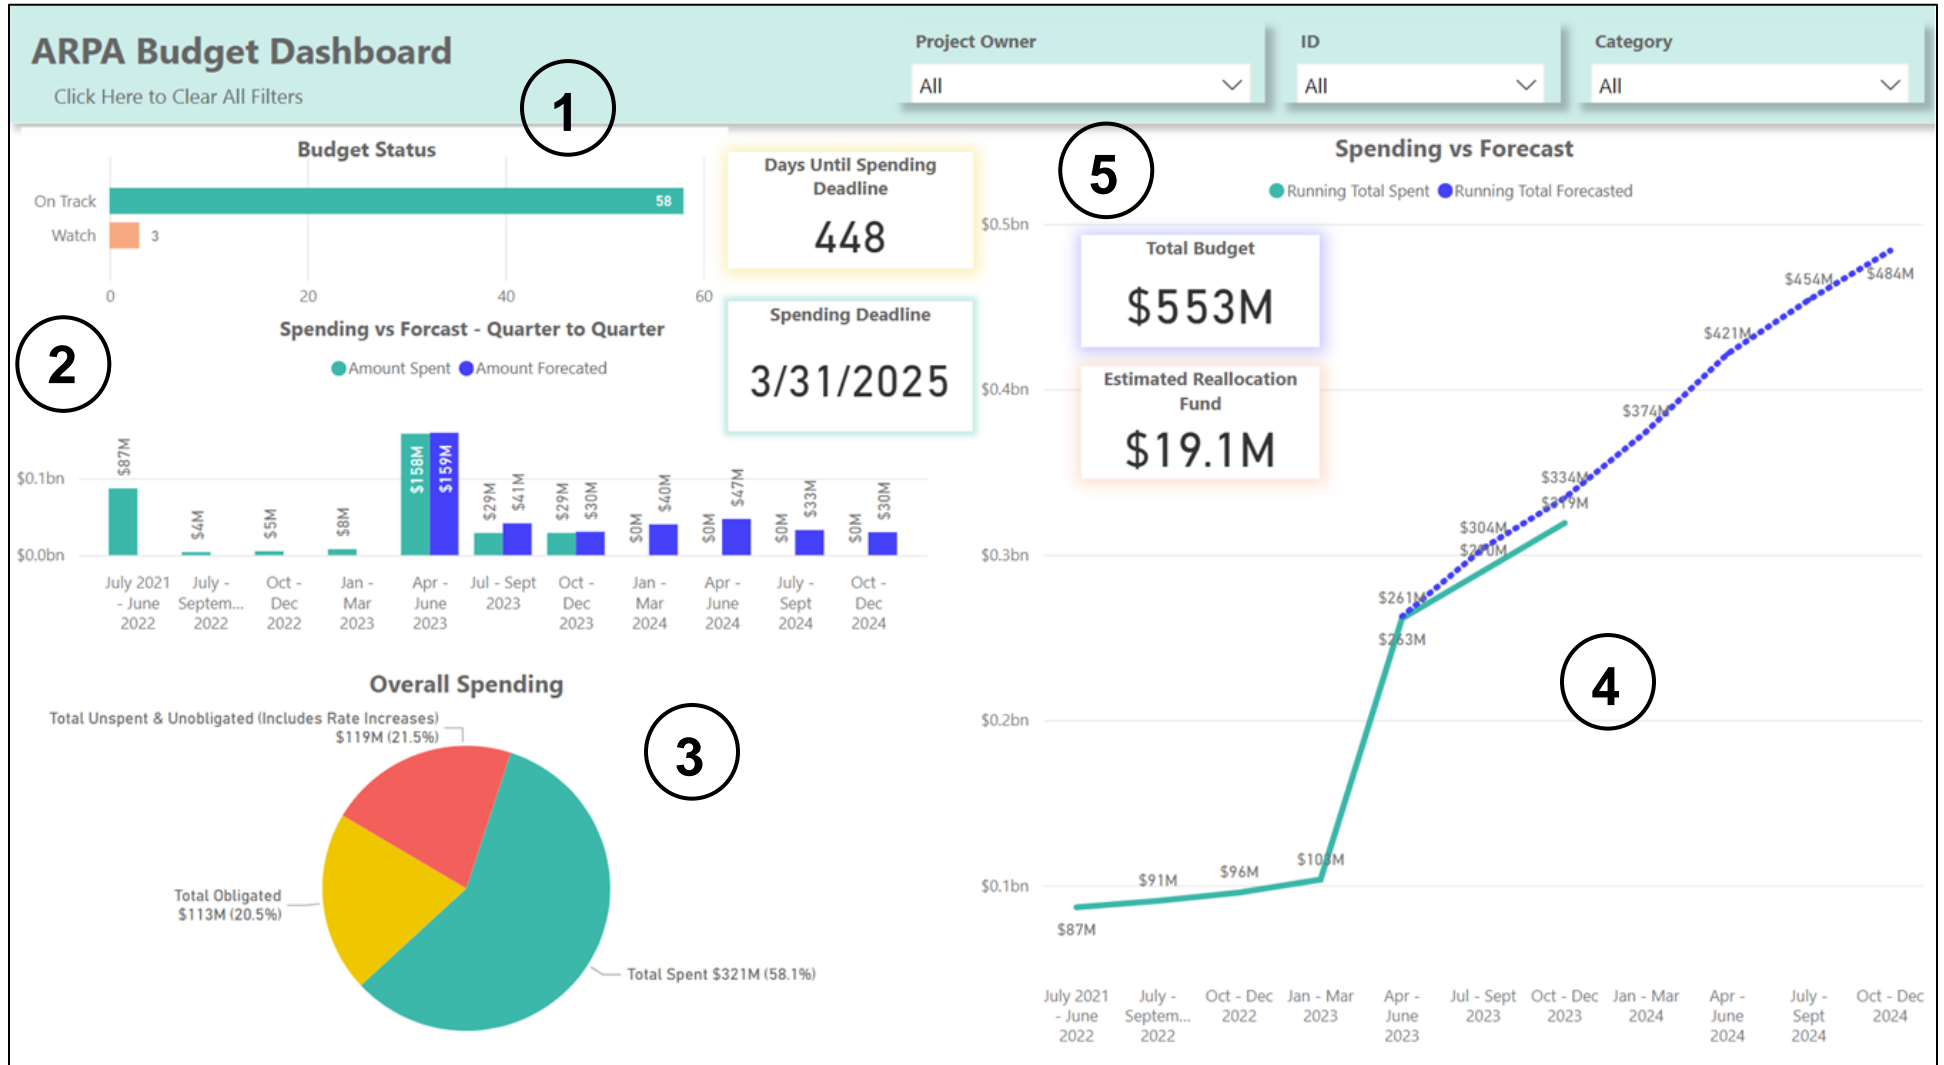 ARPA Budget Dashboard
Click Here to Clear All Filters
Project Owner
All
ID
All
Category
All
1
Budget Status
On Track
58
Watch
3
0
20
40
60
Days Until Spending
Deadline
448
Spending Deadline
3/31/2025
2
Spending vs Forcast - Quarter to Quarter
Amount Spent
Amount Forecated
$0.1bn
$0.0bn
$87M
$4M
$5M
$8M
$158M
$159M
$29M
$41M
$29M
$30M
$0M
$40M
$0M
$47M
$0M
$33M
$0M
$30M
July 2021
- June
2022
July -
Septem...
2022
Oct -
Dec
2022
Jan -
Mar
2023
Apr -
June
2023
Jul - Sept
2023
Oct -
Dec
2023
Jan -
Mar
2024
Apr -
June
2024
July -
Sept
2024
Oct -
Dec
2024
Overall Spending
3
Total Unspent & Unobligated (Includes Rate Increases)
$119M (21.5%)
Total Obligated
$113M (20.5%)
Total Spent $321M (58.1%)
5
Spending vs Forecast
Running Total Spent
Running Total Forecasted
Total Budget
$553M
Estimated Reallocation
Fund
$19.1M
$0.5bn
$0.4bn
$0.3bn
$0.2bn
$0.1bn
$87M
$91M
$96M
$103M
$261M
$263M
$304M
$290M
$334M
$319M
$374M
$421M
$454M
$484M
4
July 2021
- June
2022
July -
Septem...
2022
Oct - Dec
2022
Jan - Mar
2023
Apr -
June
2023
Jul - Sept
2023
Oct - Dec
2023
Jan - Mar
2024
Apr -
June
2024
July -
Sept
2024
Oct - Dec
2024